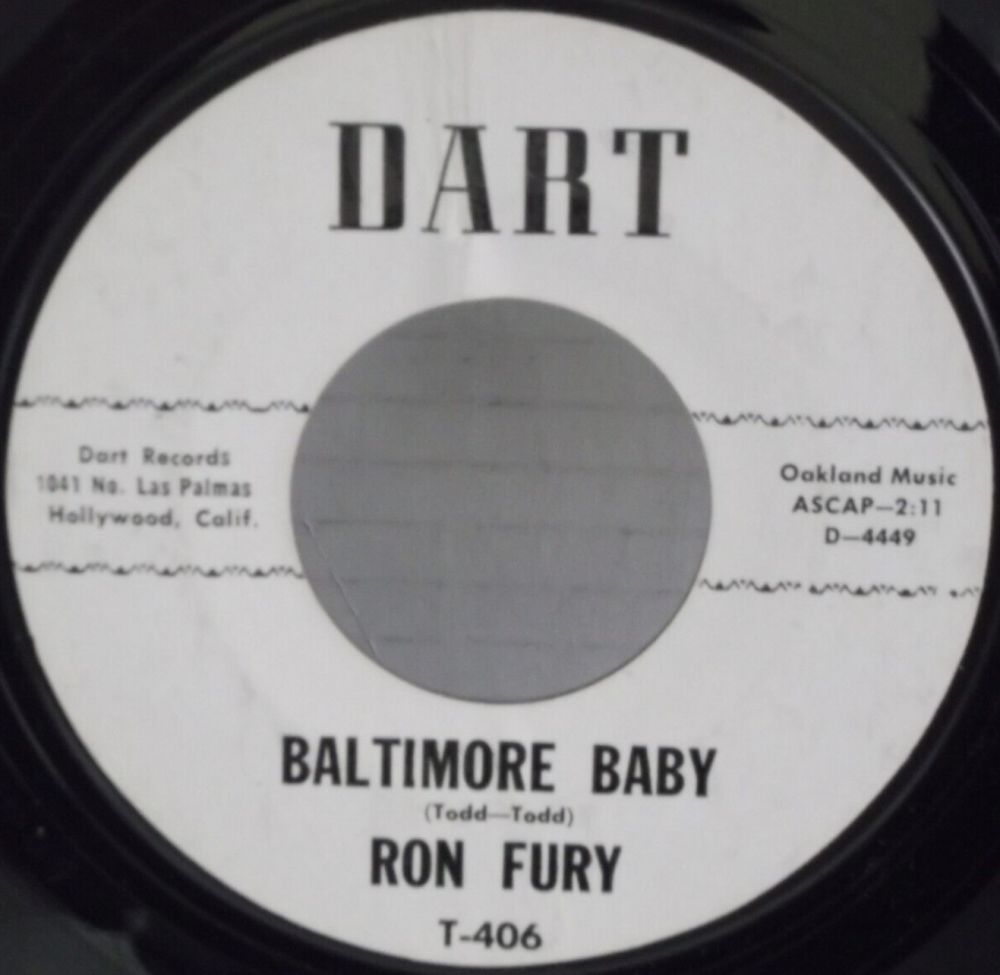 DART
Dart Records
1041 No. Las Palmas
Hollywood, Calif.
Oakland Music
ASCAP—2:11
D—4449
BALTIMORE BABY
(Todd—Todd)
RON FURY
T-406